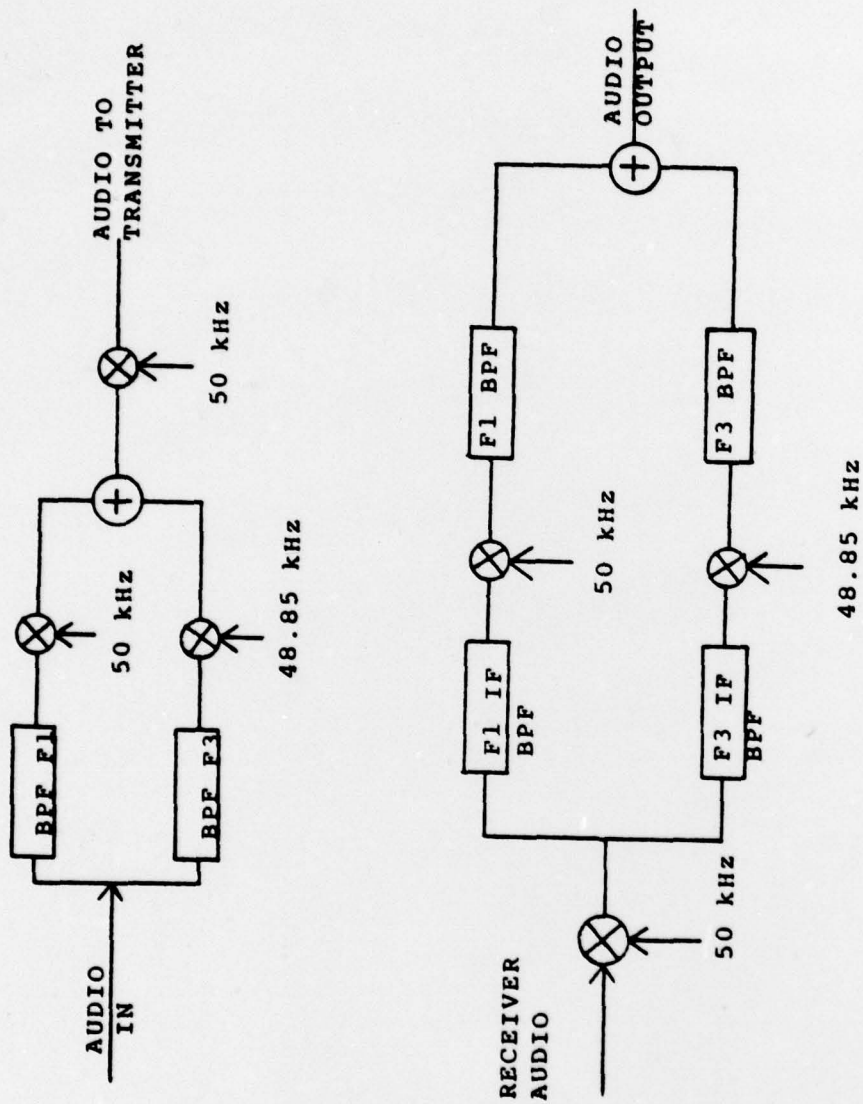 AUDIO
IN
BPF F1
BPF F3
50 kHz
48.85 kHz
50 kHz
AUDIO TO
TRANSMITTER
RECEIVER
AUDIO
50 kHz
F1 IF
BPF
F3 IF
BPF
50 kHz
48.85 kHz
F1 BPF
F3 BPF
AUDIO
OUTPUT